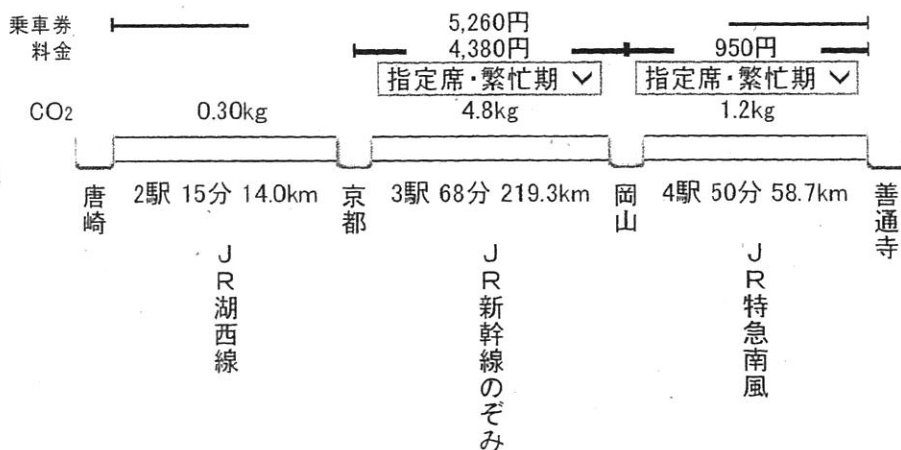 乗車券 5,260円
料金 4,380円 950円
指定席・繁忙期 指定席・繁忙期
CO2 0.30kg 4.8kg 1.2kg
唐崎 2駅 15分 14.0km 京都 3駅 68分 219.3km 岡山 4駅 50分 58.7km 善通寺
JR湖西線
JR新幹線のぞみ
JR特急南風